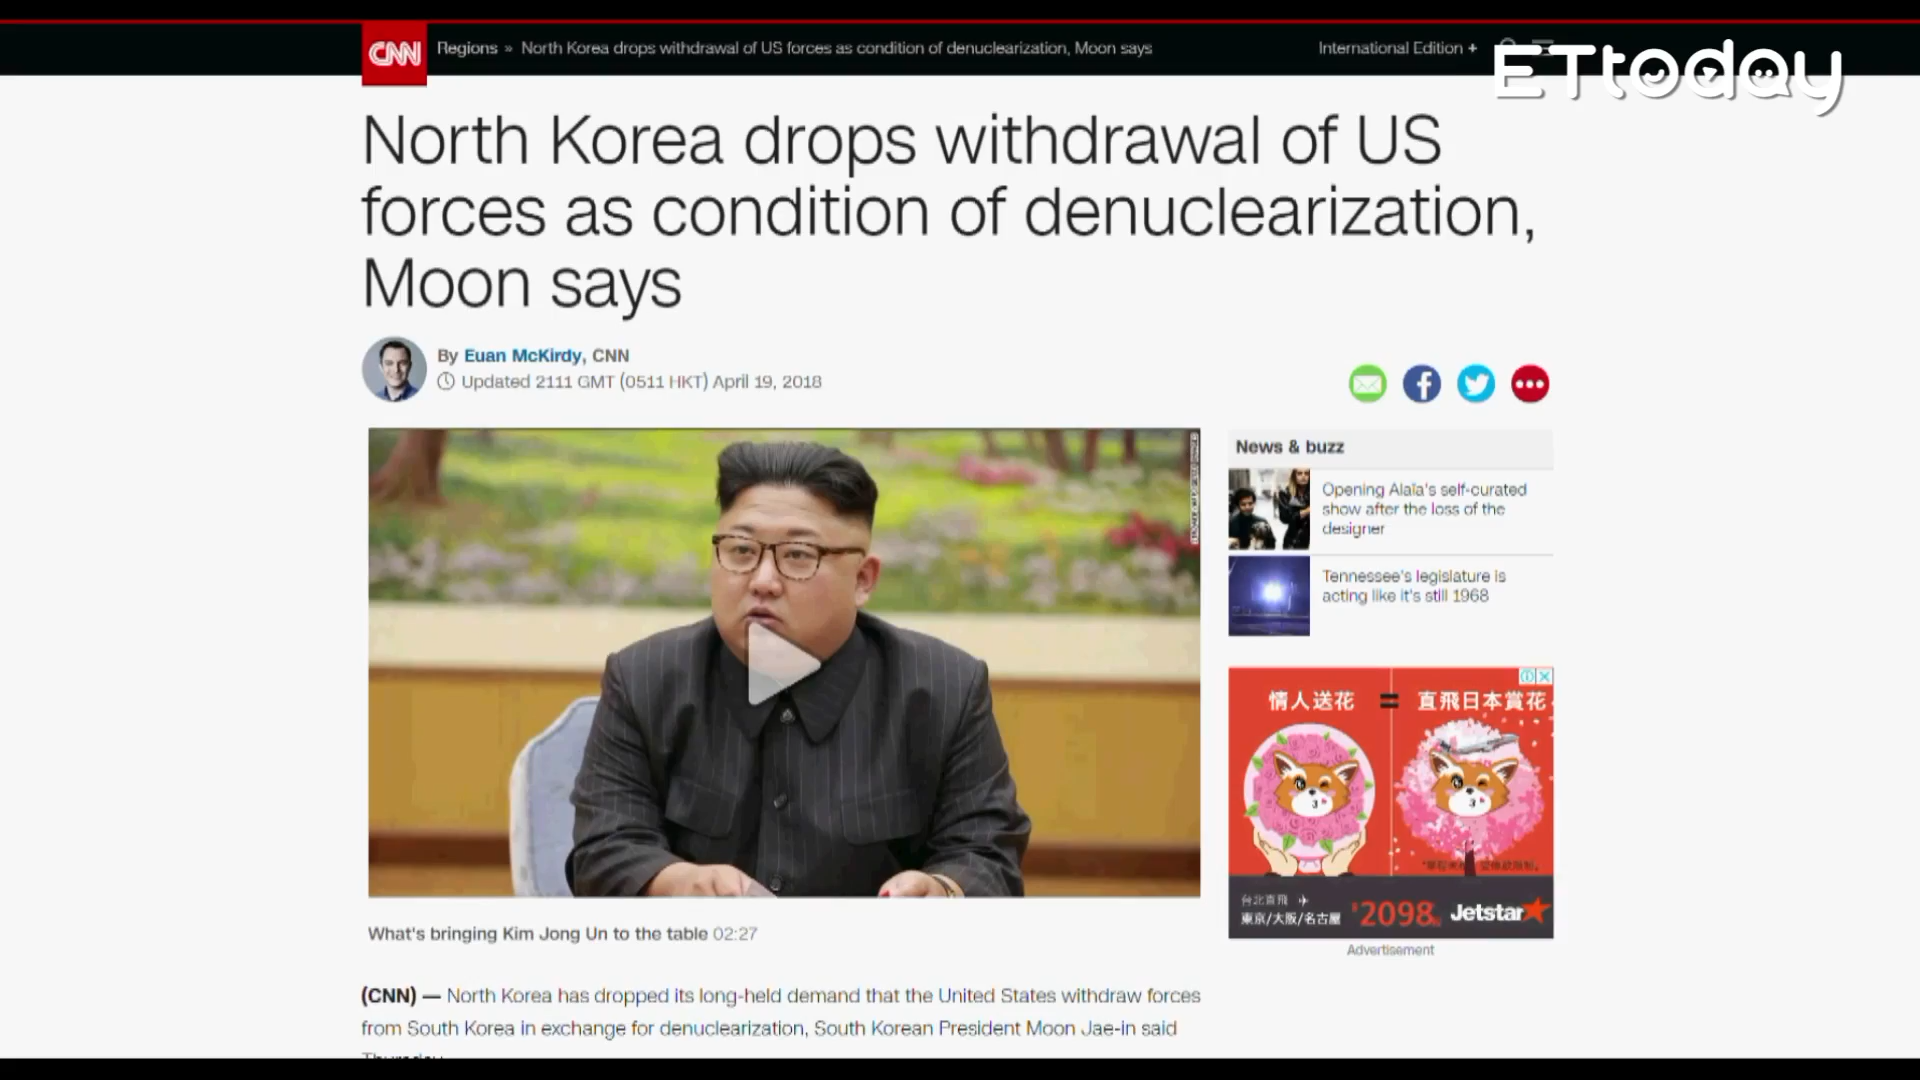 CNN
Regions » North Korea drops withdrawal of US forces as condition of denuclearization, Moon says
International Edition +
ETtoday
North Korea drops withdrawal of US
forces as condition of denuclearization,
Moon says
By Euan McKirdy, CNN
Updated 2111 GMT (0511 HKT) April 19, 2018
News & buzz
Opening Alaïa's self-curated
show after the loss of the
designer
Tennessee's legislature is
acting like it's still 1968
情人送花 = 直飛日本賞花
台北直飛
東京/大阪/名古屋
$2098
Jetstar
Advertisement
What's bringing Kim Jong Un to the table 02:27
(CNN) — North Korea has dropped its long-held demand that the United States withdraw forces
from South Korea in exchange for denuclearization, South Korean President Moon Jae-in said
Thursday